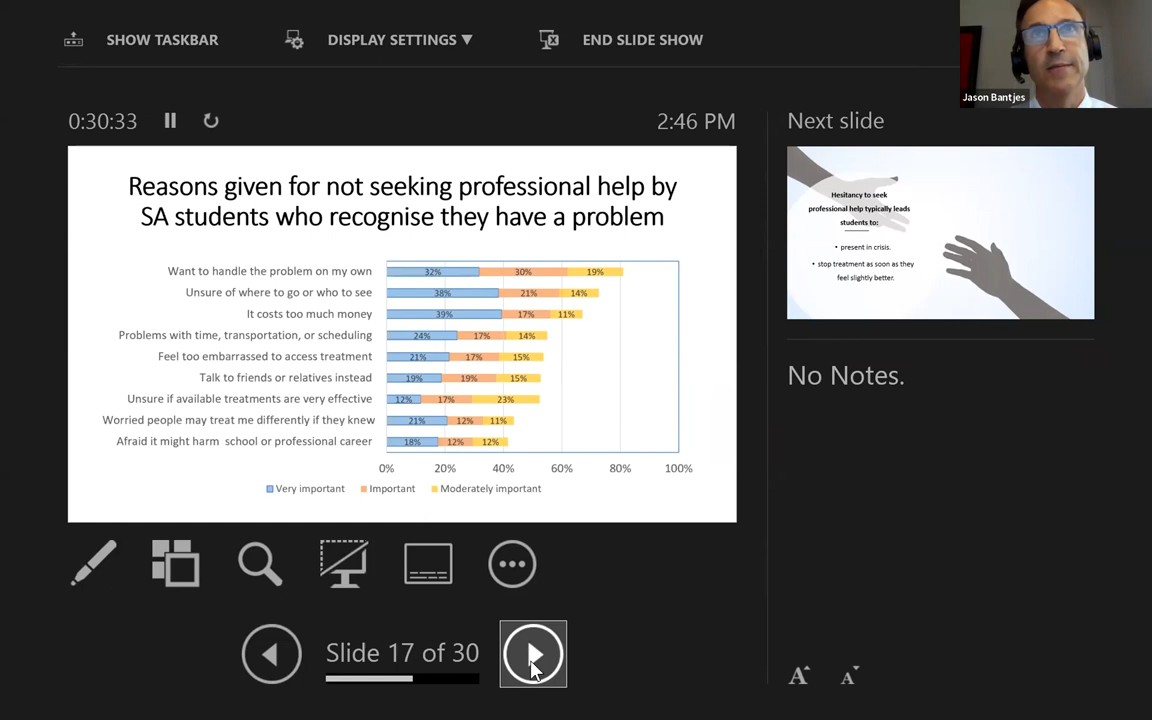 SHOW TASKBAR
DISPLAY SETTINGS ▼
END SLIDE SHOW
Jason Bantjes
0:30:33
2:46 PM
Next slide
Reasons given for not seeking professional help by
SA students who recognise they have a problem
Want to handle the problem on my own 32% 30% 19%
Unsure of where to go or who to see 38% 21% 14%
It costs too much money 39% 17% 11%
Problems with time, transportation, or scheduling 24% 17% 14%
Feel too embarrassed to access treatment 21% 17% 15%
Talk to friends or relatives instead 19% 19% 15%
Unsure if available treatments are very effective 12% 17% 23%
Worried people may treat me differently if they knew 21% 12% 11%
Afraid it might harm school or professional career 18% 12% 12%
0% 20% 40% 60% 80% 100%
Very important Important Moderately important
Hesitancy to seek
professional help typically leads
students to:
• present in crisis.
• stop treatment as soon as they
feel slightly better.
No Notes.
Slide 17 of 30
A A